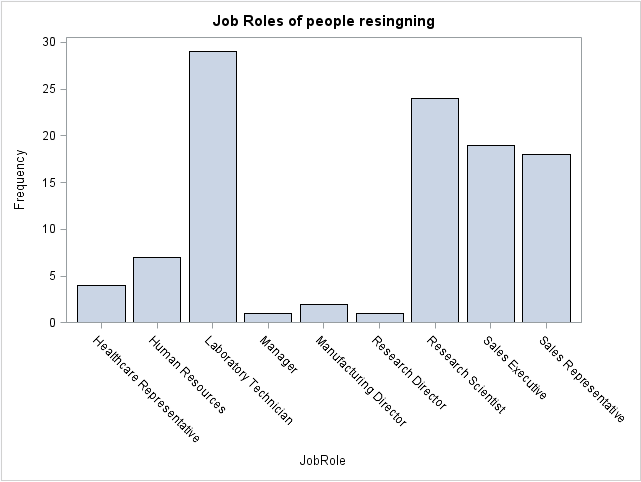 Job Roles of people resingning
30
25
20
15
10
5
0
Frequency
Healthcare Representative
Human Resources
Laboratory Technician
Manager
Manufacturing Director
Research Director
Research Scientist
Sales Executive
Sales Representative
JobRole